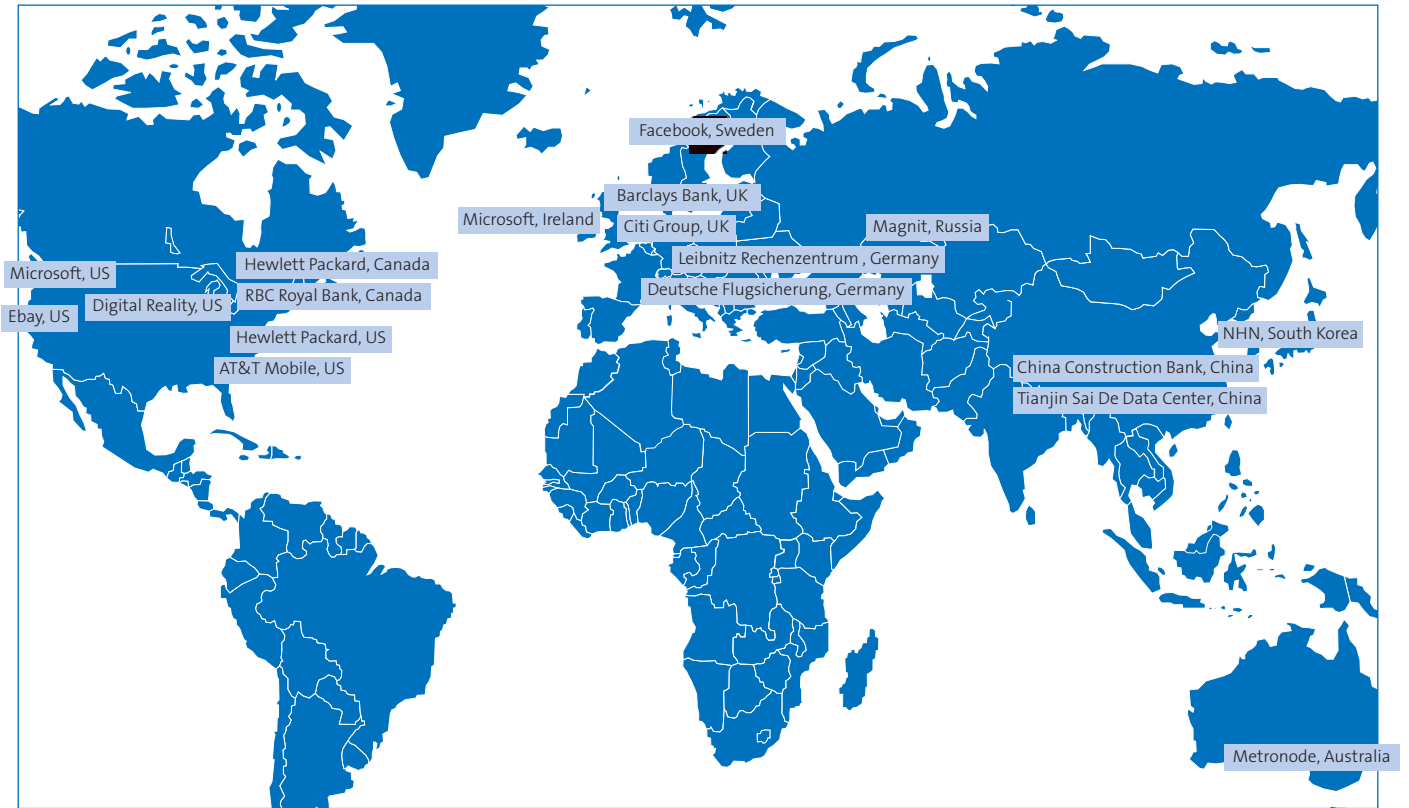 Facebook, Sweden
Barclays Bank, UK
Microsoft, Ireland
Citi Group, UK
Magnit, Russia
Leibnitz Rechenzentrum , Germany
Deutsche Flugsicherung, Germany
Hewlett Packard, Canada
Microsoft, US
RBC Royal Bank, Canada
Digital Reality, US
Ebay, US
Hewlett Packard, US
AT&T Mobile, US
NHN, South Korea
China Construction Bank, China
Tianjin Sai De Data Center, China
Metronode, Australia